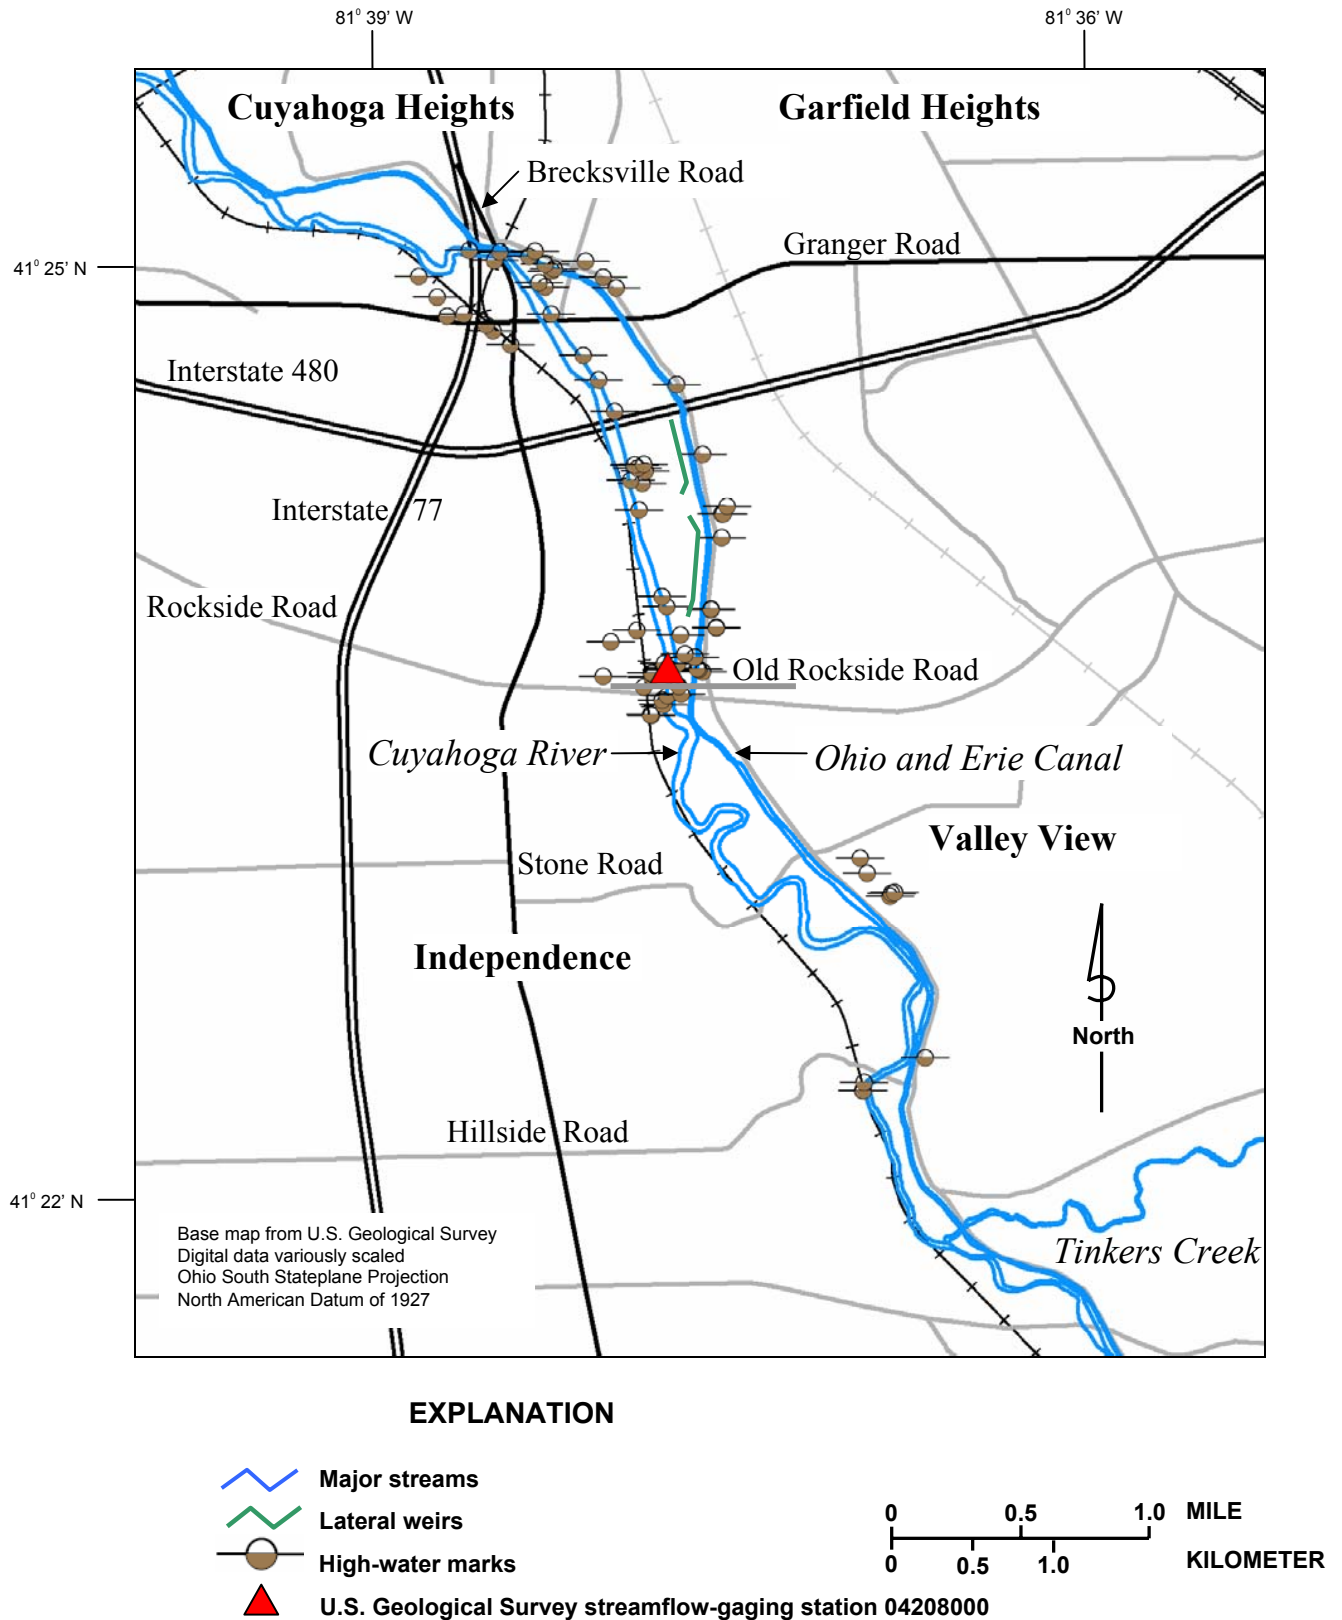 81⁰ 39' W
81⁰ 36' W
Cuyahoga Heights
Garfield Heights
Brecksville Road
Granger Road
41⁰ 25' N
Interstate 480
Interstate 77
Rockside Road
Old Rockside Road
Cuyahoga River
Ohio and Erie Canal
Valley View
Stone Road
Independence
North
Hillside Road
41⁰ 22' N
Tinkers Creek
Base map from U.S. Geological Survey
Digital data variously scaled
Ohio South Stateplane Projection
North American Datum of 1927
EXPLANATION
Major streams
Lateral weirs
High-water marks
U.S. Geological Survey streamflow-gaging station 04208000
0 0.5 1.0 MILE
0 0.5 1.0 KILOMETER